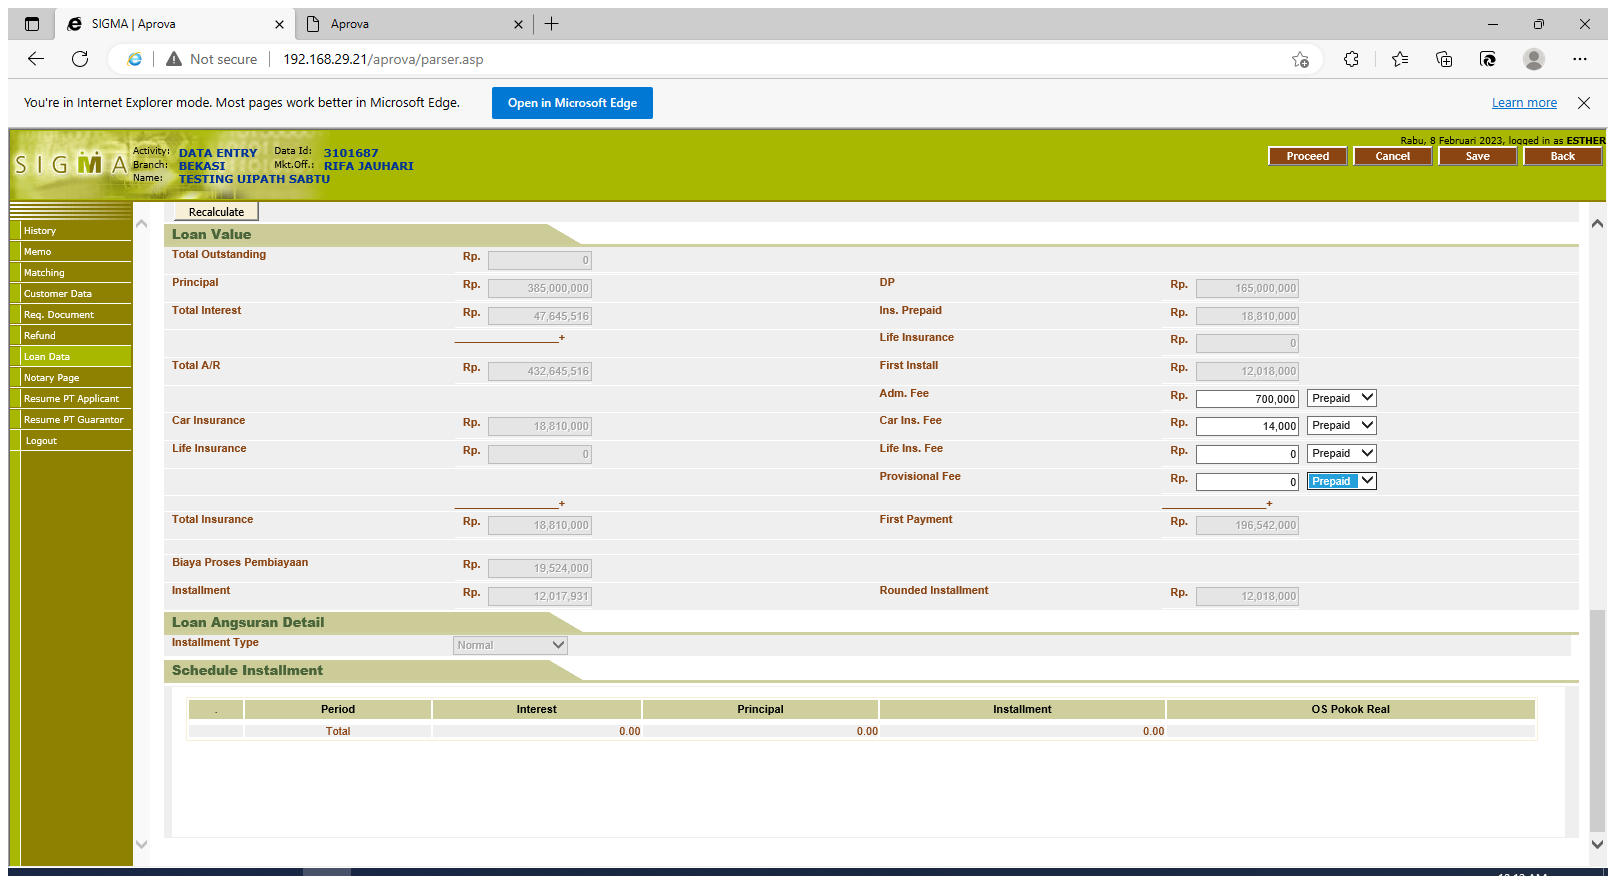 SIGMA | Aprova
Aprova
Not secure
192.168.29.21/aprova/parser.asp
You're in Internet Explorer mode. Most pages work better in Microsoft Edge.
Open in Microsoft Edge
Learn more
Rabu, 8 Februari 2023, logged in as ESTHER
SIGMA
Activity: DATA ENTRY Data Id: 3101687
Branch: BEKASI Mkt.Off.: RIFA JAUHARI
Name: TESTING UIPATH SABTU
Proceed Cancel Save Back
History
Memo
Matching
Customer Data
Req. Document
Refund
Loan Data
Notary Page
Resume PT Applicant
Resume PT Guarantor
Logout
Recalculate
Loan Value
Total Outstanding Rp. 0
Principal Rp. 385,000,000 DP Rp. 165,000,000
Total Interest Rp. 47,645,516 Ins. Prepaid Rp. 18,810,000
+ Life Insurance Rp. 0
Total A/R Rp. 432,645,516 First Install Rp. 12,018,000
Adm. Fee Rp. 700,000 Prepaid
Car Insurance Rp. 18,810,000 Car Ins. Fee Rp. 14,000 Prepaid
Life Insurance Rp. 0 Life Ins. Fee Rp. 0 Prepaid
Provisional Fee Rp. 0 Prepaid
+ +
Total Insurance Rp. 18,810,000 First Payment Rp. 196,542,000
Biaya Proses Pembiayaan Rp. 19,524,000
Installment Rp. 12,017,931 Rounded Installment Rp. 12,018,000
Loan Angsuran Detail
Installment Type Normal
Schedule Installment
. Period Interest Principal Installment OS Pokok Real
Total 0.00 0.00 0.00